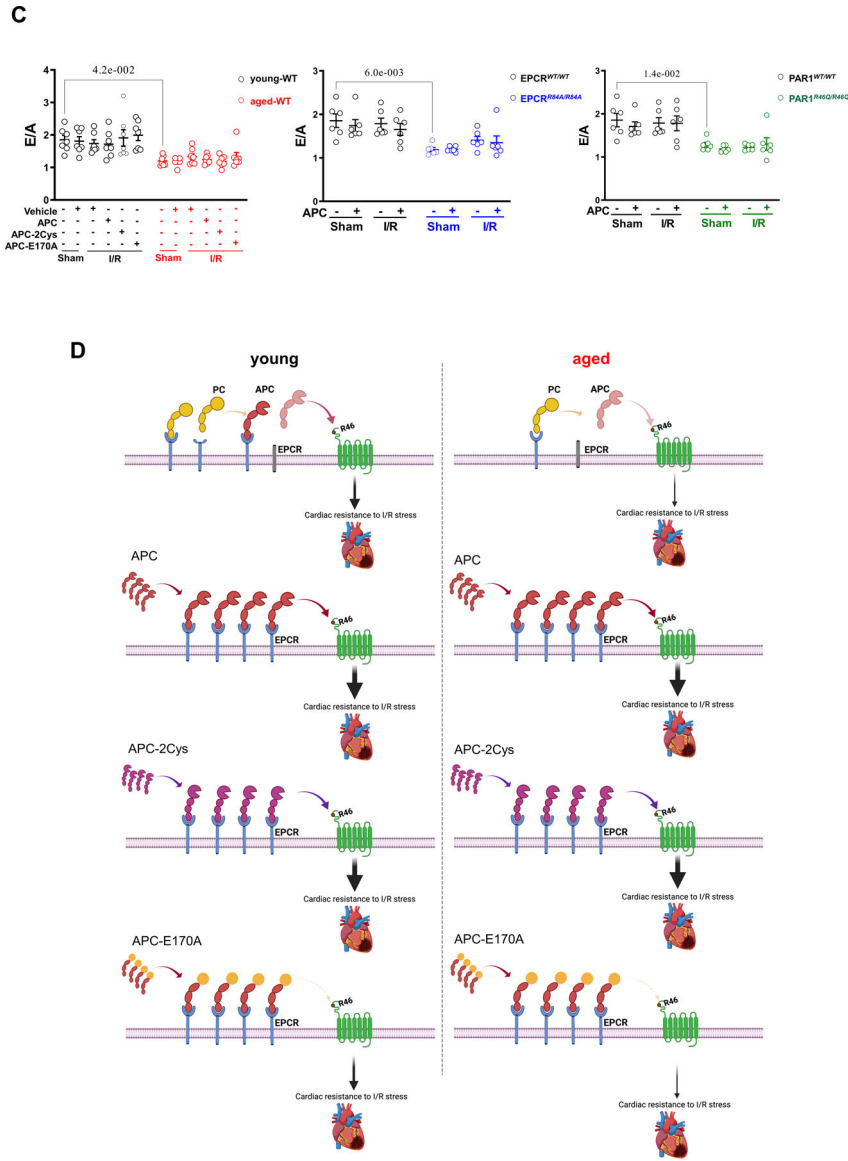 C
4.2e-002
young-WT
aged-WT
E/A
4
3
2
1
0
Vehicle - + + - - - - + + - - -
APC - - - + - - - - - + - -
APC-2Cys - - - - + - - - - - + -
APC-E170A - - - - - + - - - - - +
Sham I/R Sham I/R
6.0e-003
EPCR^WT/WT
EPCR^R84A/R84A
E/A
3
2
1
0
APC - + - + - + - +
Sham I/R Sham I/R
1.4e-002
PAR1^WT/WT
PAR1^R46Q/R46Q
E/A
3
2
1
0
APC - + - + - + - +
Sham I/R Sham I/R
D
young
aged
PC APC
R46
EPCR
Cardiac resistance to I/R stress
PC APC
R46
EPCR
Cardiac resistance to I/R stress
APC
R46
EPCR
Cardiac resistance to I/R stress
APC
R46
EPCR
Cardiac resistance to I/R stress
APC-2Cys
R46
EPCR
Cardiac resistance to I/R stress
APC-2Cys
R46
EPCR
Cardiac resistance to I/R stress
APC-E170A
R46
EPCR
Cardiac resistance to I/R stress
APC-E170A
R46
EPCR
Cardiac resistance to I/R stress